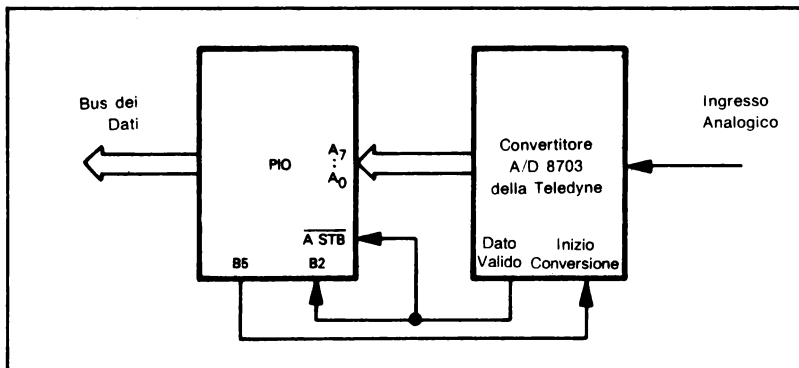 Bus dei
Dati
PIO
A7
:
A0
A STB
B5
B2
Convertitore
A/D 8703
della Teledyne
Dato
Valido
Inizio
Conversione
Ingresso
Analogico